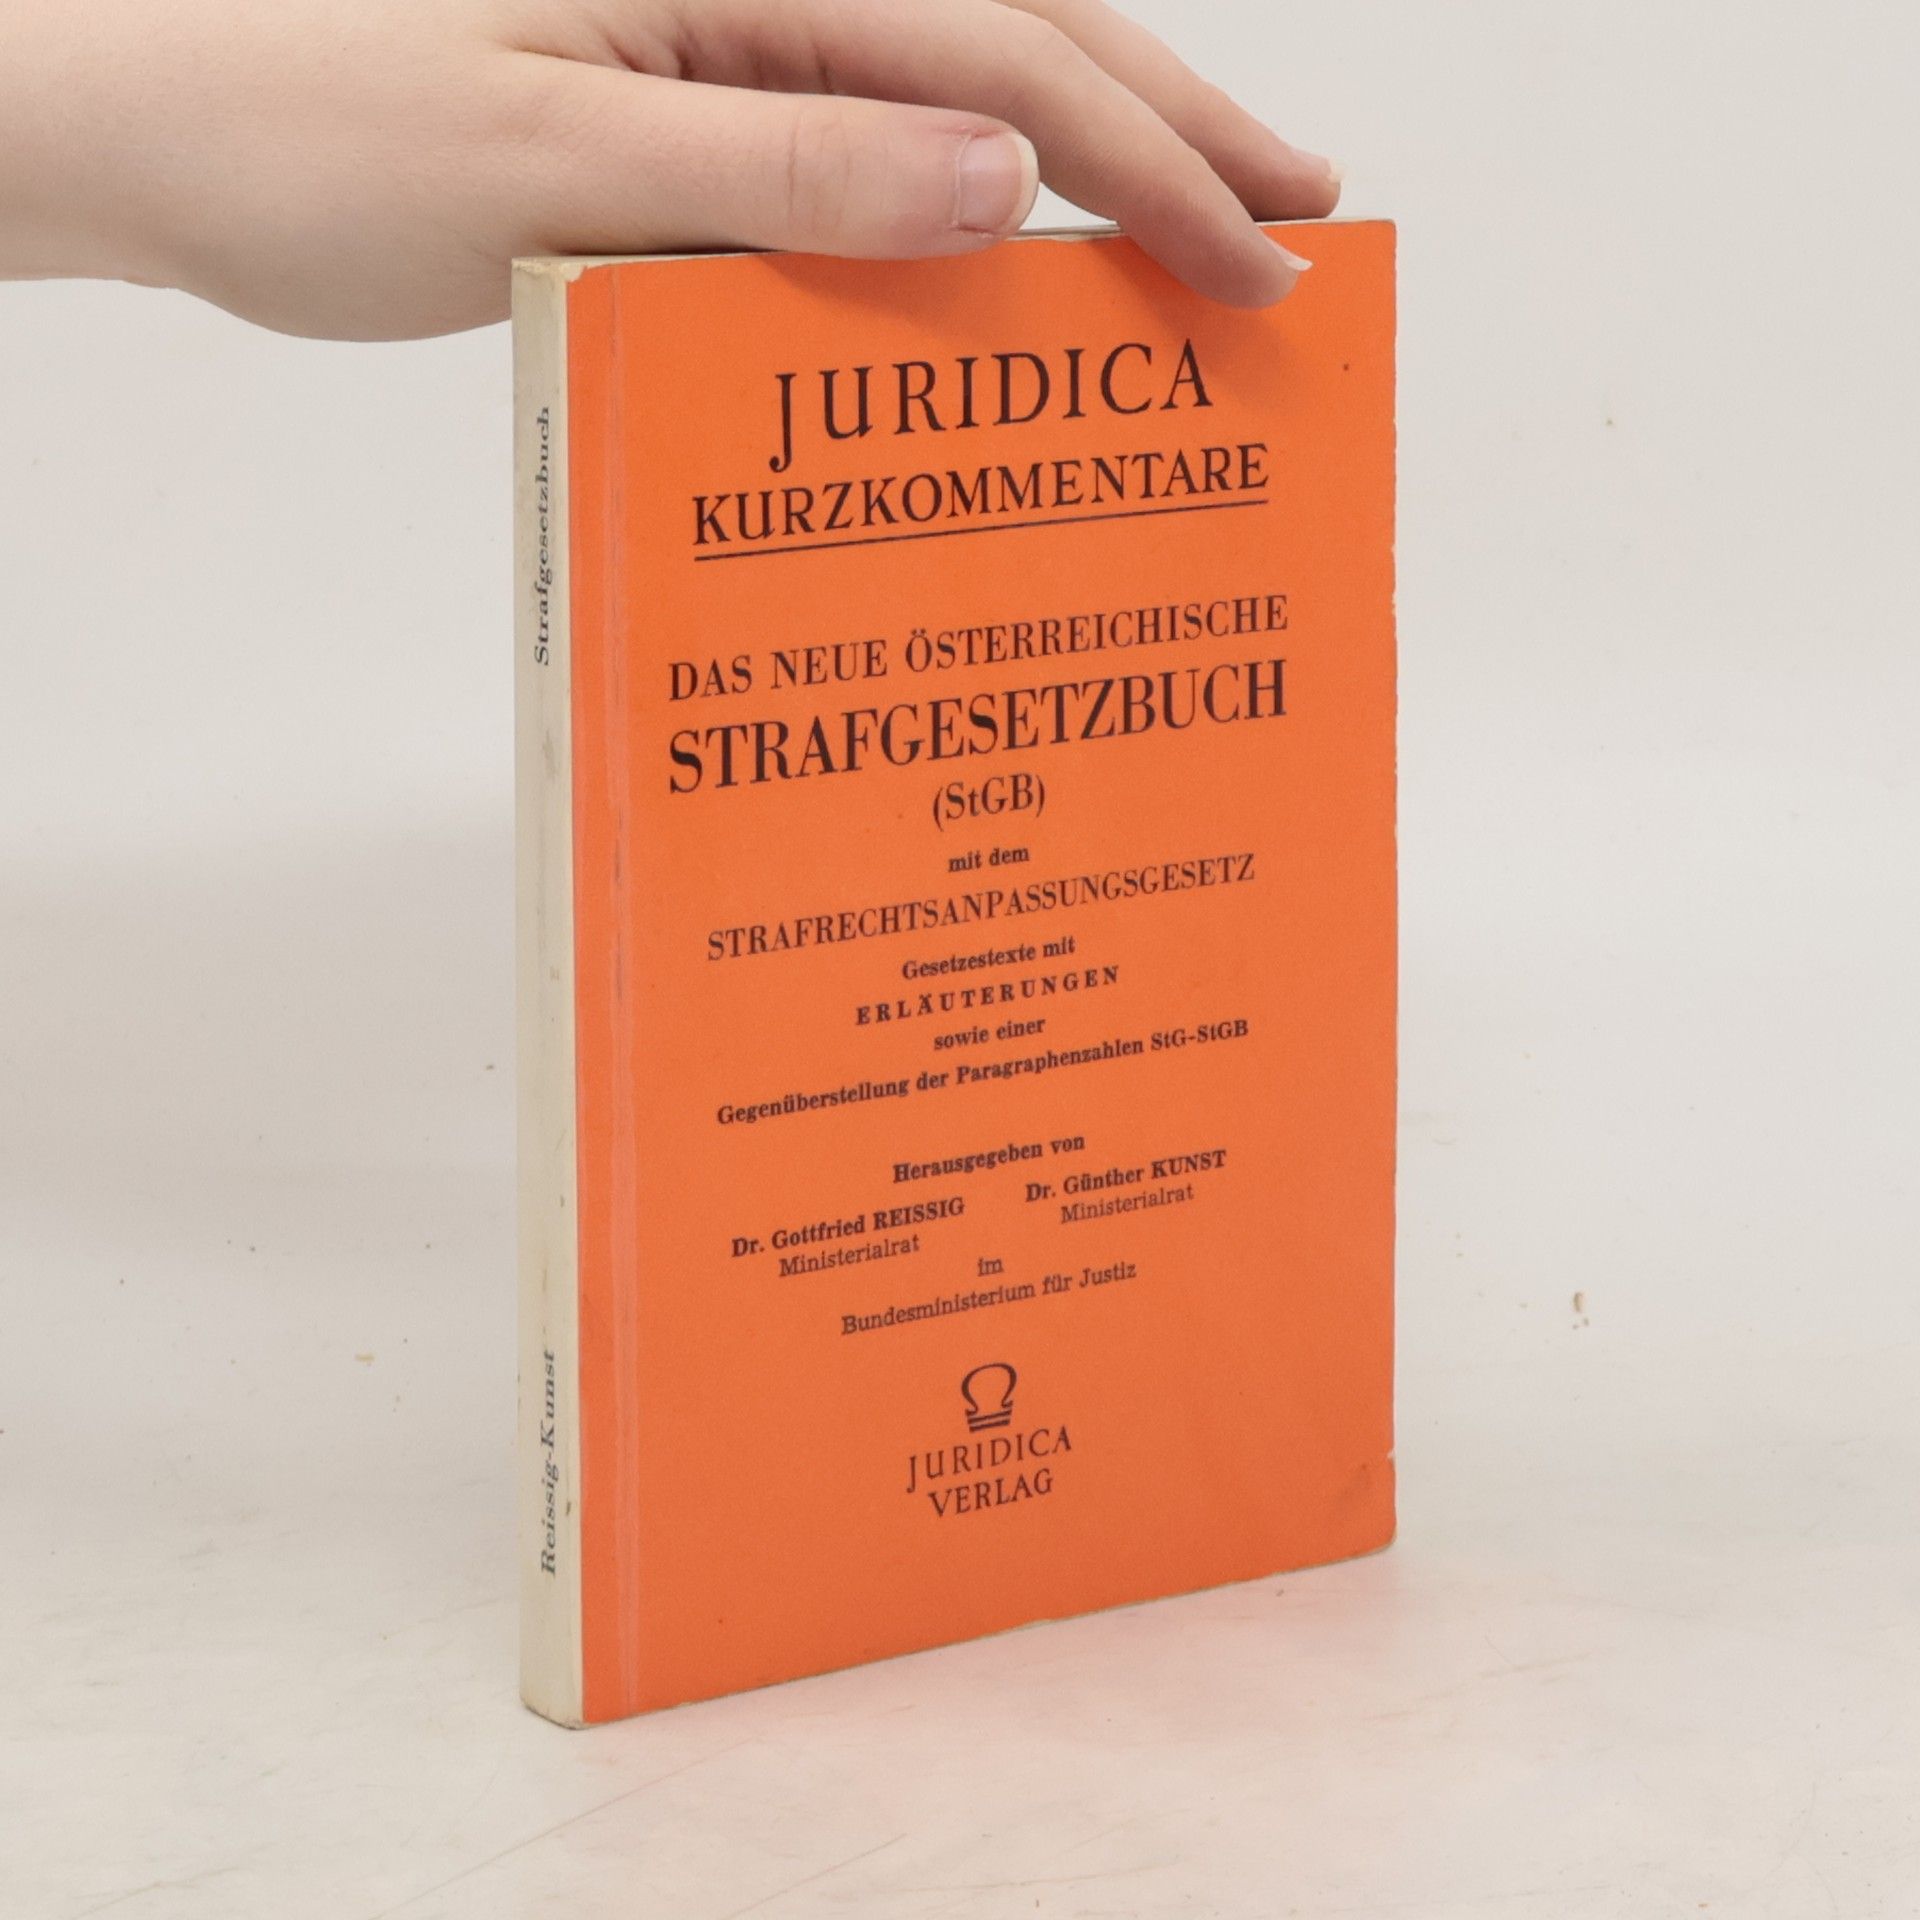 Strafgesetzbuch
Reissig-Kunst
JURIDICA
KURZKOMMENTARE
DAS NEUE ÖSTERREICHISCHE
STRAFGESETZBUCH
(StGB)
mit dem
STRAFRECHTSANPASSUNGSGESETZ
Gesetzestexte mit
ERLÄUTERUNGEN
sowie einer
Gegenüberstellung der Paragraphenzahlen StG-StGB
Herausgegeben von
Dr. Gottfried REISSIG Dr. Günther KUNST
Ministerialrat Ministerialrat
im
Bundesministerium für Justiz
JURIDICA
VERLAG